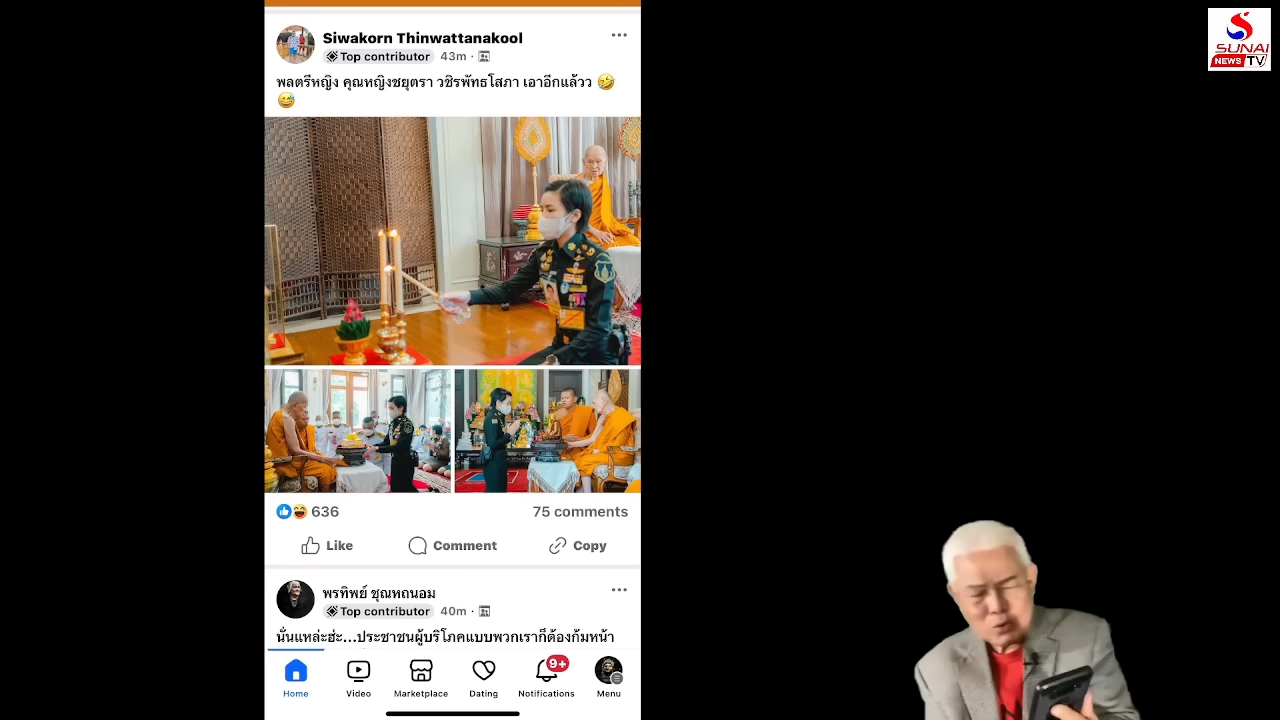 Siwakorn Thinwattanakool
Top contributor 43m ·
พลตรีหญิง คุณหญิงชยุตรา วชิรพัทธโสภา เอาอีกแล้วว 🤣
😅
636 75 comments
Like Comment Copy
พรทิพย์ ชุณหถนอม
Top contributor 40m ·
นั่นแหล่ะฮ่ะ...ประชาชนผู้บริโภคแบบพวกเราก็ต้องก้มหน้า
9+
Home Video Marketplace Dating Notifications Menu
SUNAI
NEWS TV